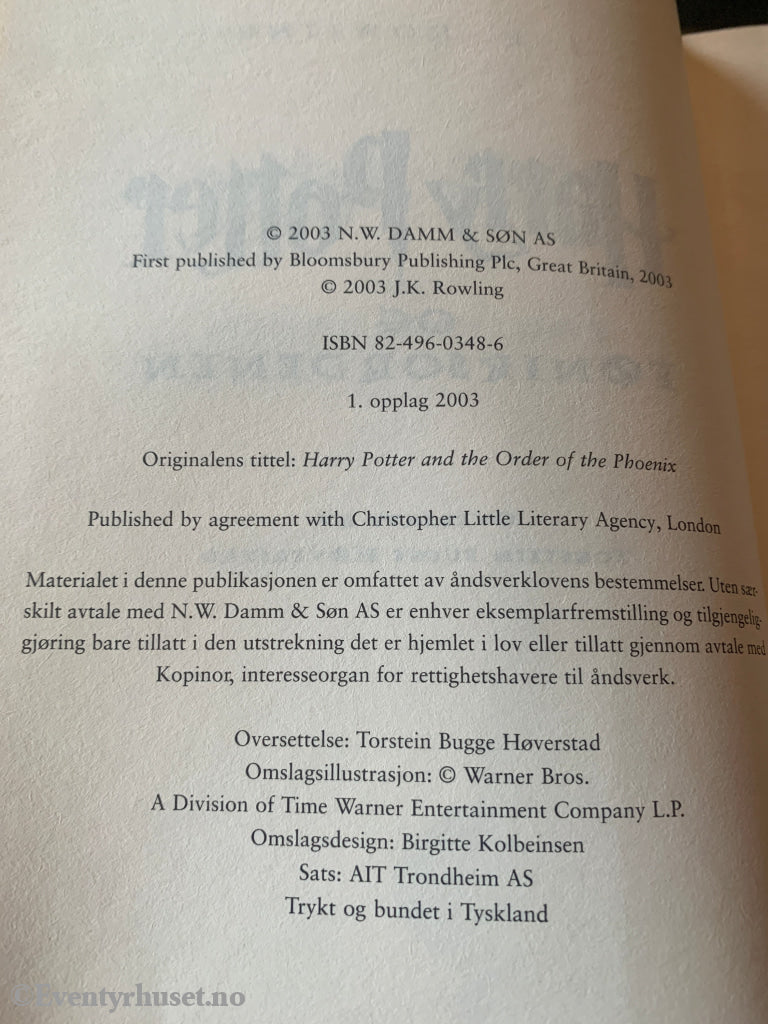 © 2003 N.W. DAMM & SØN AS
First published by Bloomsbury Publishing Plc, Great Britain, 2003
© 2003 J.K. Rowling
ISBN 82-496-0348-6
1. opplag 2003
Originalens tittel: Harry Potter and the Order of the Phoenix
Published by agreement with Christopher Little Literary Agency, London
Materialet i denne publikasjonen er omfattet av åndsverklovens bestemmelser. Uten sær-
skilt avtale med N.W. Damm & Søn AS er enhver eksemplarfremstilling og tilgjengelig-
gjøring bare tillatt i den utstrekning det er hjemlet i lov eller tillatt gjennom avtale med
Kopinor, interesseorgan for rettighetshavere til åndsverk.
Oversettelse: Torstein Bugge Høverstad
Omslagsillustrasjon: © Warner Bros.
A Division of Time Warner Entertainment Company L.P.
Omslagsdesign: Birgitte Kolbeinsen
Sats: AIT Trondheim AS
Trykt og bundet i Tyskland
©Eventyrhuset.no